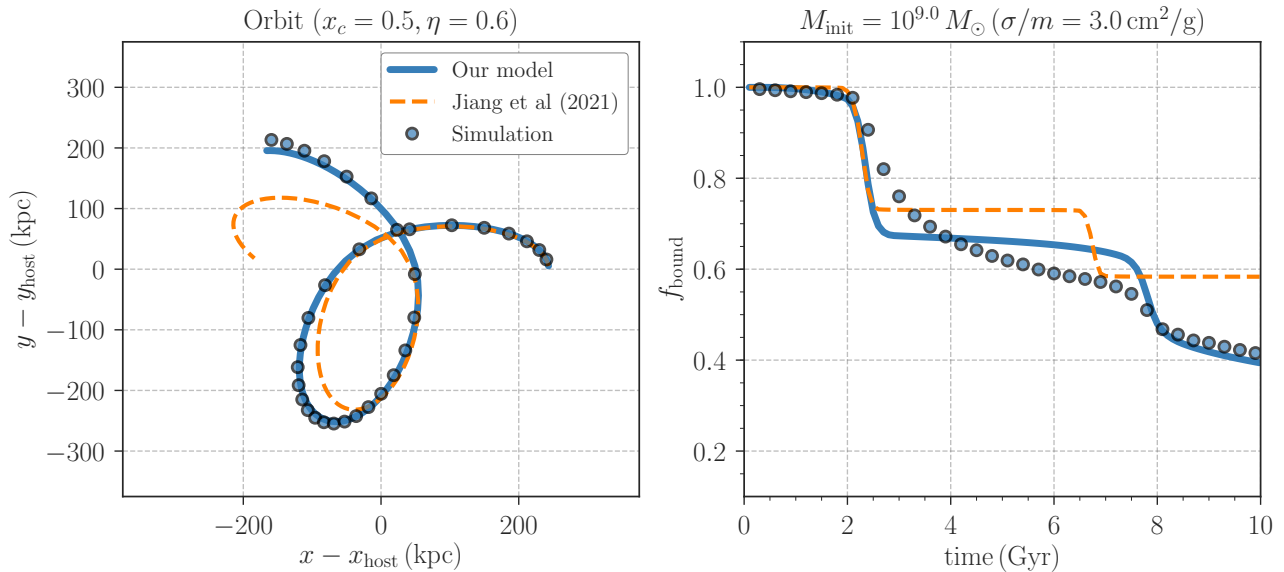 Orbit (x_c = 0.5, η = 0.6)
300
200
100
0
−100
−200
−300
y − y_host (kpc)
−200
0
200
x − x_host (kpc)
Our model
Jiang et al (2021)
Simulation
M_init = 10^9.0 M_⊙ (σ/m = 3.0 cm²/g)
1.0
0.8
0.6
0.4
0.2
f_bound
0
2
4
6
8
10
time (Gyr)